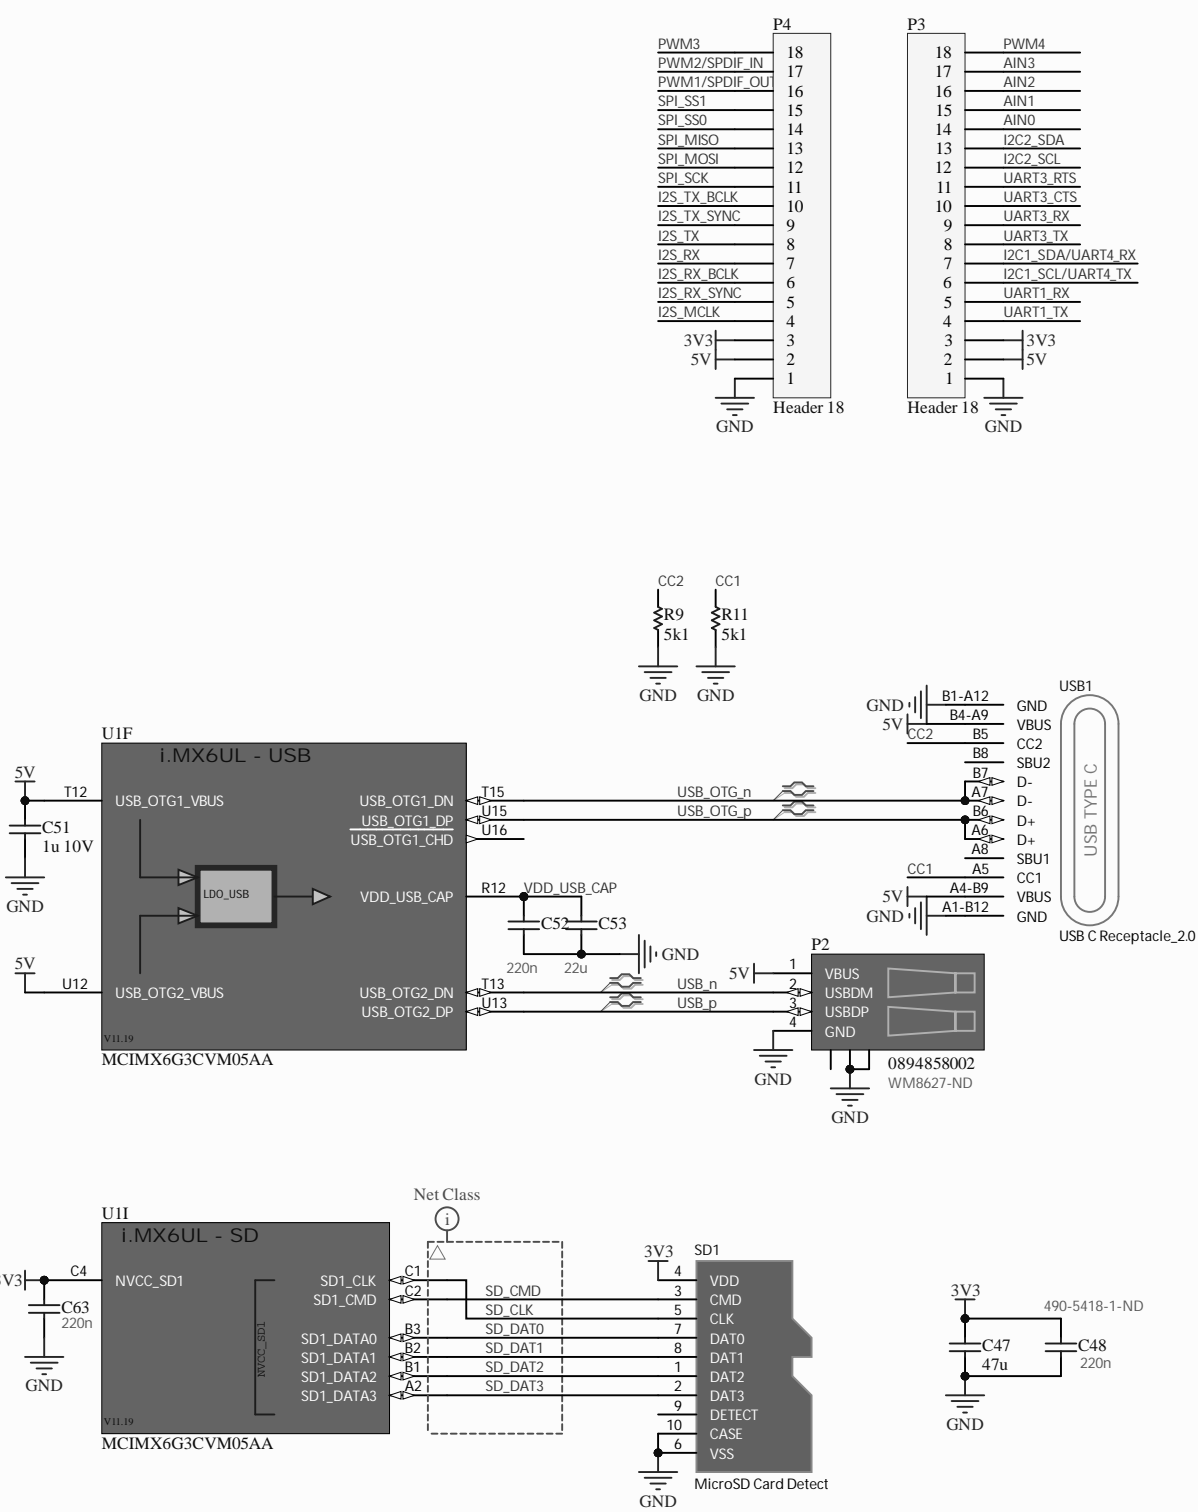 P4
PWM3 18
PWM2/SPDIF_IN 17
PWM1/SPDIF_OUT 16
SPI_SS1 15
SPI_SS0 14
SPI_MISO 13
SPI_MOSI 12
SPI_SCK 11
I2S_TX_BCLK 10
I2S_TX_SYNC 9
I2S_TX 8
I2S_RX 7
I2S_RX_BCLK 6
I2S_RX_SYNC 5
I2S_MCLK 4
3V3 3
5V 2
1
GND
Header 18
P3
18 PWM4
17 AIN3
16 AIN2
15 AIN1
14 AIN0
13 I2C2_SDA
12 I2C2_SCL
11 UART3_RTS
10 UART3_CTS
9 UART3_RX
8 UART3_TX
7 I2C1_SDA/UART4_RX
6 I2C1_SCL/UART4_TX
5 UART1_RX
4 UART1_TX
3 3V3
2 5V
1
Header 18
GND
CC2
R9
5k1
GND
CC1
R11
5k1
GND
U1F
i.MX6UL - USB
5V
T12 USB_OTG1_VBUS
C51
1u 10V
GND
LDO_USB
5V
U12 USB_OTG2_VBUS
USB_OTG1_DN T15 USB_OTG_n
USB_OTG1_DP U15 USB_OTG_p
USB_OTG1_CHD U16
VDD_USB_CAP R12 VDD_USB_CAP
C52 C53
220n 22u
GND
USB_OTG2_DN T13 USB_n
USB_OTG2_DP U13 USB_p
V11.19
MCIMX6G3CVM05AA
USB1
GND B1-A12 GND
5V B4-A9 VBUS
CC2 B5 CC2
B8 SBU2
B7 D-
A7 D-
B6 D+
A6 D+
A8 SBU1
CC1 A5 CC1
5V A4-B9 VBUS
GND A1-B12 GND
USB TYPE C
USB C Receptacle_2.0
P2
5V 1 VBUS
2 USBDM
3 USBDP
4 GND
GND
0894858002
WM8627-ND
GND
U1I
i.MX6UL - SD
C4 NVCC_SD1
C63
220n
GND
NVCC_SD1
SD1_CLK C1
SD1_CMD C2
SD1_DATA0 B3
SD1_DATA1 B2
SD1_DATA2 B1
SD1_DATA3 A2
V11.19
MCIMX6G3CVM05AA
Net Class
i
SD_CMD
SD_CLK
SD_DAT0
SD_DAT1
SD_DAT2
SD_DAT3
3V3
SD1
4 VDD
3 CMD
5 CLK
7 DAT0
8 DAT1
1 DAT2
2 DAT3
9 DETECT
10 CASE
6 VSS
MicroSD Card Detect
GND
3V3
490-5418-1-ND
C47
47u
C48
220n
GND